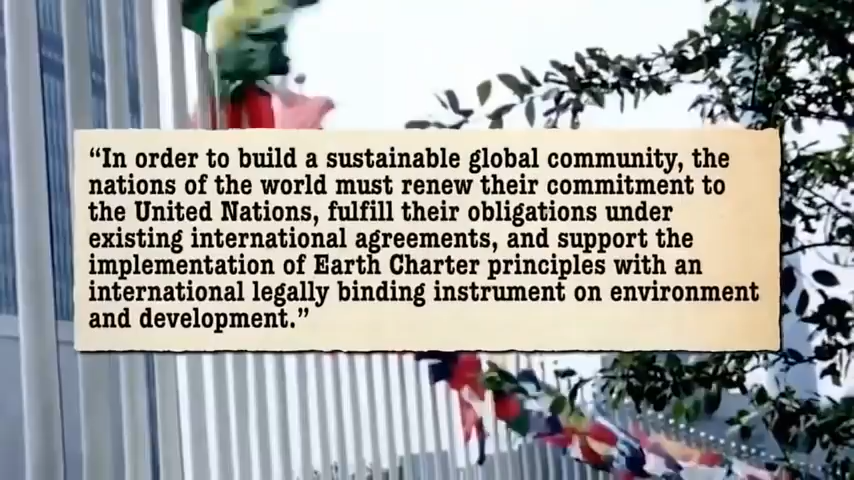 “In order to build a sustainable global community, the
nations of the world must renew their commitment to
the United Nations, fulfill their obligations under
existing international agreements, and support the
implementation of Earth Charter principles with an
international legally binding instrument on environment
and development.”